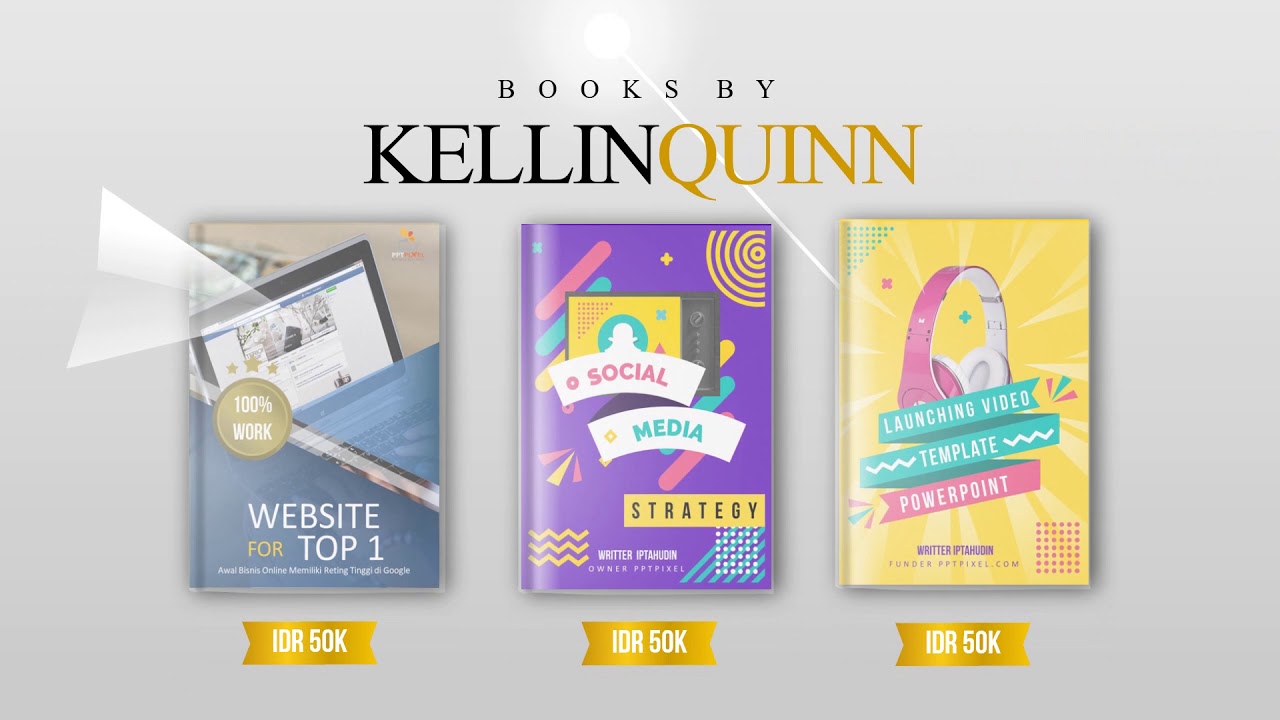 BOOKS BY
KELLINQUINN
PPTPIXEL
100%
WORK
WEBSITE
FOR TOP 1
Awal Bisnis Online Memiliki Reting Tinggi di Google
IDR 50K
SOCIAL
MEDIA
STRATEGY
WRITTER IPTAHUDIN
OWNER PPTPIXEL
IDR 50K
LAUNCHING VIDEO
TEMPLATE
POWERPOINT
WRITTER IPTAHUDIN
FUNDER PPTPIXEL.COM
IDR 50K